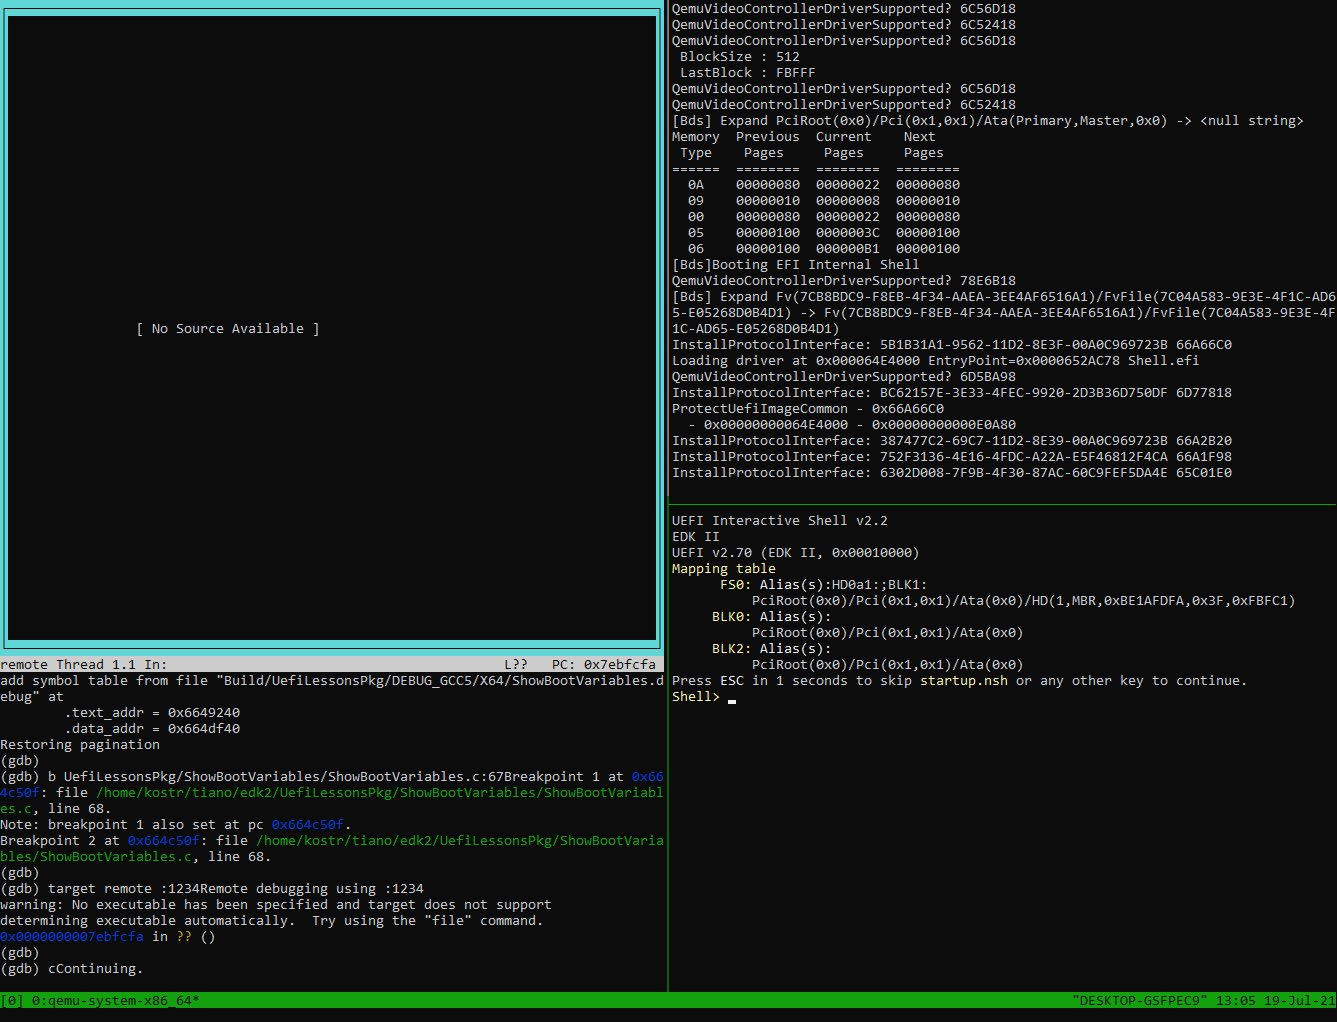 [ No Source Available ]
remote Thread 1.1 In: L?? PC: 0x7ebfcfa
add symbol table from file "Build/UefiLessonsPkg/DEBUG_GCC5/X64/ShowBootVariables.d
ebug" at
.text_addr = 0x6649240
.data_addr = 0x664df40
Restoring pagination
(gdb)
(gdb) b UefiLessonsPkg/ShowBootVariables/ShowBootVariables.c:67Breakpoint 1 at 0x66
4c50f: file /home/kostr/tiano/edk2/UefiLessonsPkg/ShowBootVariables/ShowBootVariabl
es.c, line 68.
Note: breakpoint 1 also set at pc 0x664c50f.
Breakpoint 2 at 0x664c50f: file /home/kostr/tiano/edk2/UefiLessonsPkg/ShowBootVaria
bles/ShowBootVariables.c, line 68.
(gdb)
(gdb) target remote :1234Remote debugging using :1234
warning: No executable has been specified and target does not support
determining executable automatically.  Try using the "file" command.
0x0000000007ebfcfa in ?? ()
(gdb)
(gdb) cContinuing.
QemuVideoControllerDriverSupported? 6C56D18
QemuVideoControllerDriverSupported? 6C52418
QemuVideoControllerDriverSupported? 6C56D18
BlockSize : 512
LastBlock : FBFFF
QemuVideoControllerDriverSupported? 6C56D18
QemuVideoControllerDriverSupported? 6C52418
[Bds] Expand PciRoot(0x0)/Pci(0x1,0x1)/Ata(Primary,Master,0x0) -> <null string>
Memory  Previous  Current    Next
Type    Pages     Pages     Pages
======  ========  ========  ========
0A    00000080  00000022  00000080
09    00000010  00000008  00000010
00    00000080  00000022  00000080
05    00000100  0000003C  00000100
06    00000100  000000B1  00000100
[Bds]Booting EFI Internal Shell
QemuVideoControllerDriverSupported? 78E6B18
[Bds] Expand Fv(7CB8BDC9-F8EB-4F34-AAEA-3EE4AF6516A1)/FvFile(7C04A583-9E3E-4F1C-AD6
5-E05268D0B4D1) -> Fv(7CB8BDC9-F8EB-4F34-AAEA-3EE4AF6516A1)/FvFile(7C04A583-9E3E-4F
1C-AD65-E05268D0B4D1)
InstallProtocolInterface: 5B1B31A1-9562-11D2-8E3F-00A0C969723B 66A66C0
Loading driver at 0x000064E4000 EntryPoint=0x0000652AC78 Shell.efi
QemuVideoControllerDriverSupported? 6D5BA98
InstallProtocolInterface: BC62157E-3E33-4FEC-9920-2D3B36D750DF 6D77818
ProtectUefiImageCommon - 0x66A66C0
- 0x00000000064E4000 - 0x00000000000E0A80
InstallProtocolInterface: 387477C2-69C7-11D2-8E39-00A0C969723B 66A2B20
InstallProtocolInterface: 752F3136-4E16-4FDC-A22A-E5F46812F4CA 66A1F98
InstallProtocolInterface: 6302D008-7F9B-4F30-87AC-60C9FEF5DA4E 65C01E0
UEFI Interactive Shell v2.2
EDK II
UEFI v2.70 (EDK II, 0x00010000)
Mapping table
FS0: Alias(s):HD0a1:;BLK1:
PciRoot(0x0)/Pci(0x1,0x1)/Ata(0x0)/HD(1,MBR,0xBE1AFDFA,0x3F,0xFBFC1)
BLK0: Alias(s):
PciRoot(0x0)/Pci(0x1,0x1)/Ata(0x0)
BLK2: Alias(s):
PciRoot(0x0)/Pci(0x1,0x1)/Ata(0x0)
Press ESC in 1 seconds to skip startup.nsh or any other key to continue.
Shell>
[0] 0:qemu-system-x86_64* "DESKTOP-GSFPEC9" 13:05 19-Jul-21